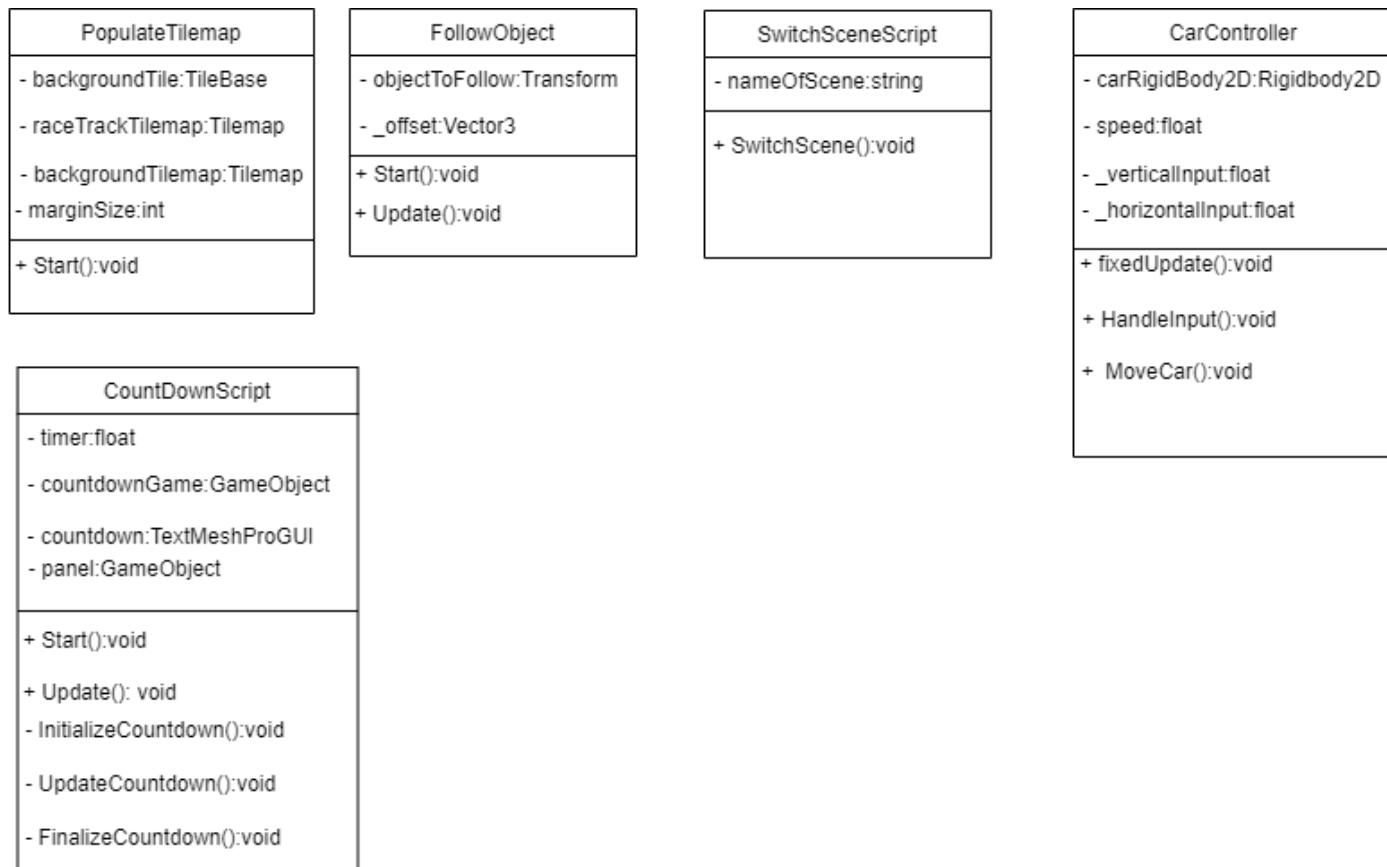 PopulateTilemap
- backgroundTile:TileBase
- raceTrackTilemap:Tilemap
- backgroundTilemap:Tilemap
- marginSize:int
+ Start():void
FollowObject
- objectToFollow:Transform
- _offset:Vector3
+ Start():void
+ Update():void
SwitchSceneScript
- nameOfScene:string
+ SwitchScene():void
CarController
- carRigidBody2D:Rigidbody2D
- speed:float
- _verticalInput:float
- _horizontalInput:float
+ fixedUpdate():void
+ HandleInput():void
+ MoveCar():void
CountDownScript
- timer:float
- countdownGame:GameObject
- countdown:TextMeshProGUI
- panel:GameObject
+ Start():void
+ Update(): void
- InitializeCountdown():void
- UpdateCountdown():void
- FinalizeCountdown():void